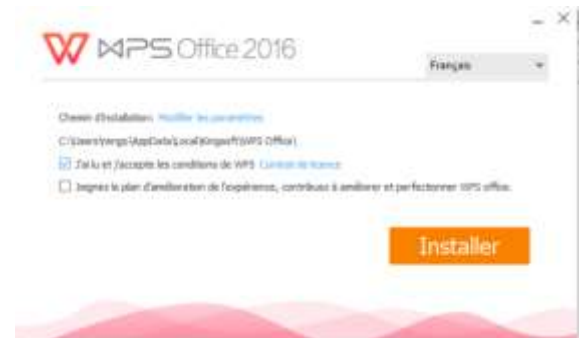 WPS Office 2016
Français
Chemin d'installation: Modifier les paramètres
C:\Users\yengo\AppData\Local\Kingsoft\WPS Office\
J'ai lu et j'accepte les conditions de WPS Contrat de licence
Joignez le plan d'amélioration de l'expérience, contribuez à améliorer et perfectionner WPS office.
Installer